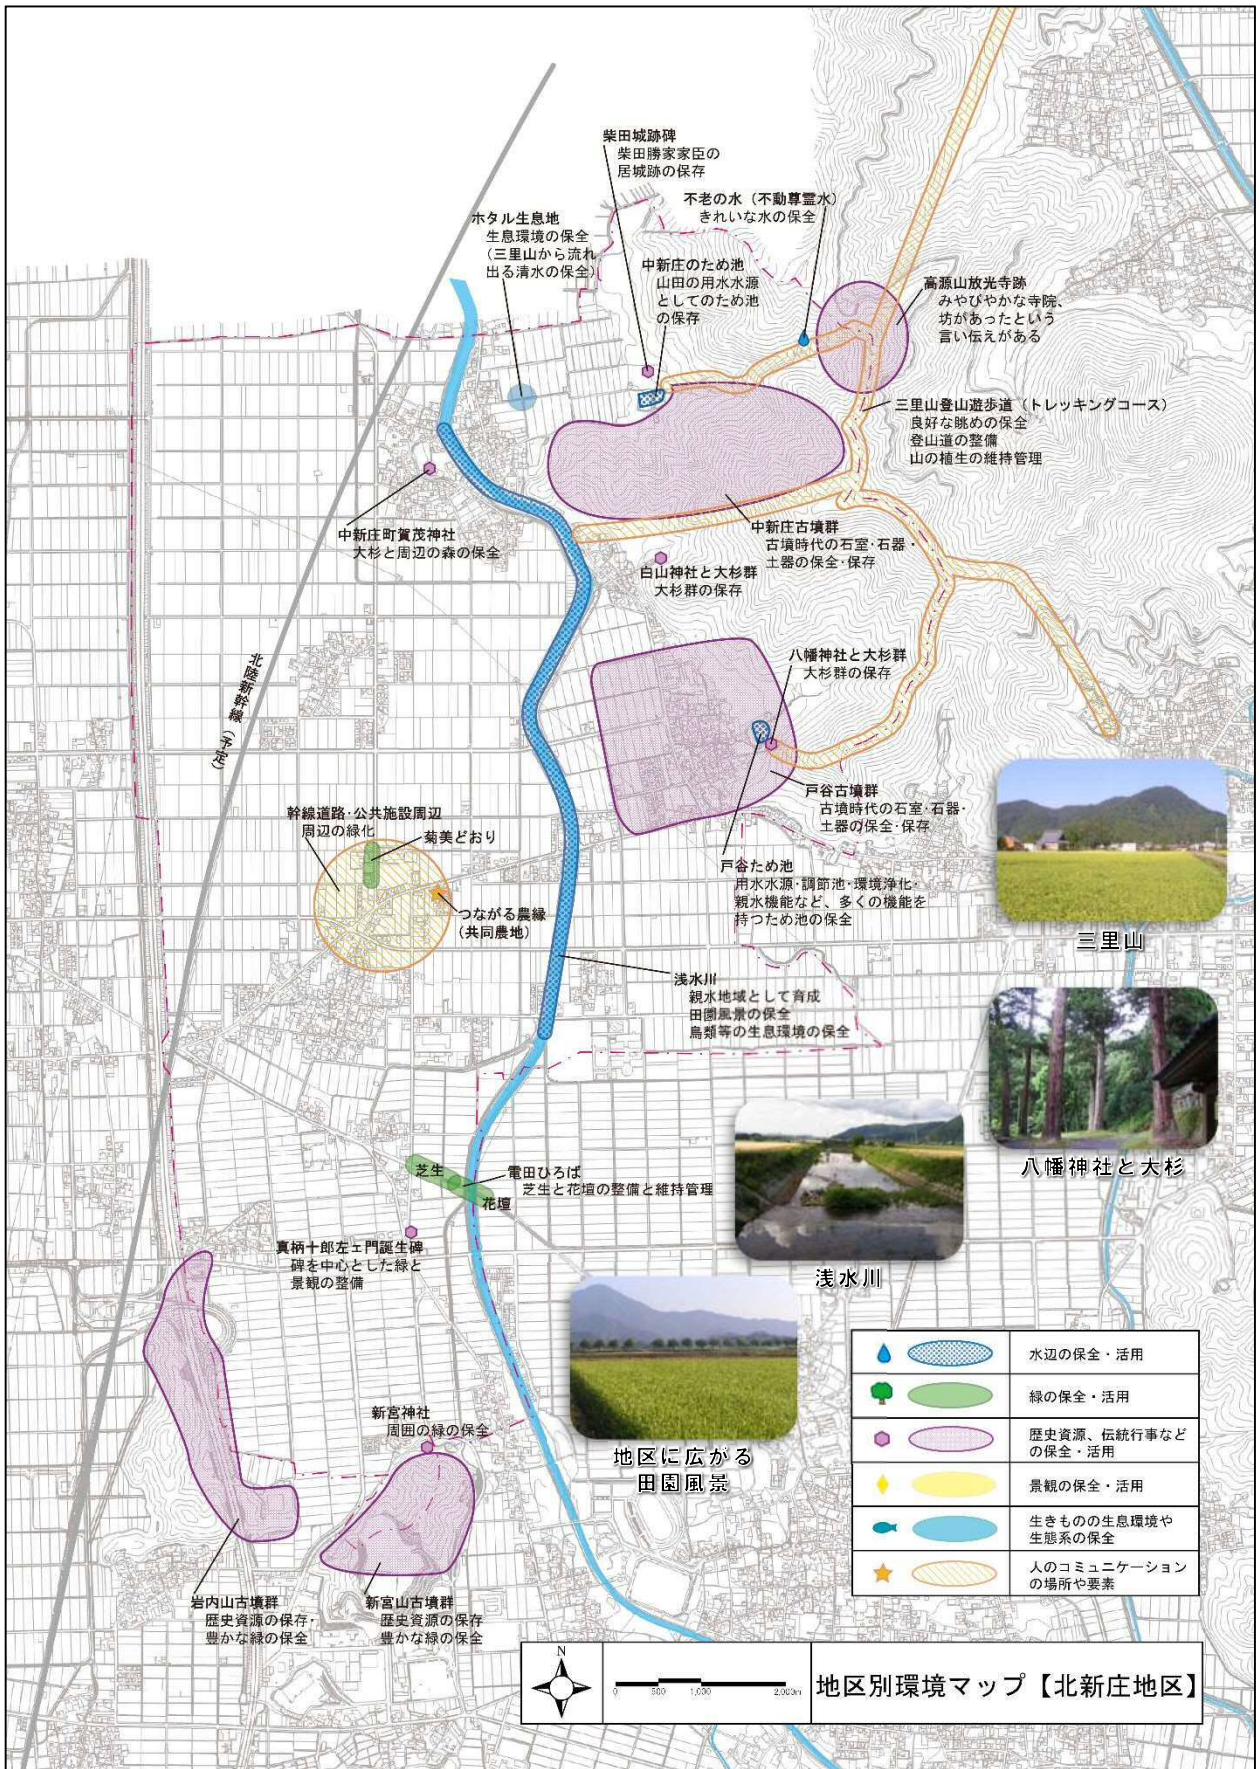 柴田城跡碑
柴田勝家家臣の
居城跡の保存
不老の水（不動尊霊水）
きれいな水の保全
ホタル生息地
生息環境の保全
（三里山から流れ
出る清水の保全）
中新庄のため池
山田の用水水源
としてのため池
の保存
高源山放光寺跡
みやびやかな寺院、
坊があったという
言い伝えがある
三里山登山遊歩道（トレッキングコース）
良好な眺めの保全
登山道の整備
山の植生の維持管理
中新庄町賀茂神社
大杉と周辺の森の保全
中新庄古墳群
古墳時代の石室・石器・
土器の保全・保存
白山神社と大杉群
大杉群の保存
八幡神社と大杉群
大杉群の保存
北陸新幹線（予定）
戸谷古墳群
古墳時代の石室・石器・
土器の保全・保存
幹線道路・公共施設周辺
周辺の緑化
菊美どおり
つながる農縁
（共同農地）
戸谷ため池
用水水源・調節池・環境浄化・
親水機能など、多くの機能を
持つため池の保全
三里山
浅水川
親水地域として育成
田園風景の保全
鳥類等の生息環境の保全
八幡神社と大杉
芝生
電田ひろば
芝生と花壇の整備と維持管理
花壇
真柄十郎左ェ門誕生碑
碑を中心とした緑と
景観の整備
浅水川
地区に広がる
田園風景
新宮神社
周囲の緑の保全
岩内山古墳群
歴史資源の保存・
豊かな緑の保全
新宮山古墳群
歴史資源の保存
豊かな緑の保全
水辺の保全・活用
緑の保全・活用
歴史資源、伝統行事など
の保全・活用
景観の保全・活用
生きものの生息環境や
生態系の保全
人のコミュニケーション
の場所や要素
N
0 500 1,000 2,000m
地区別環境マップ【北新庄地区】